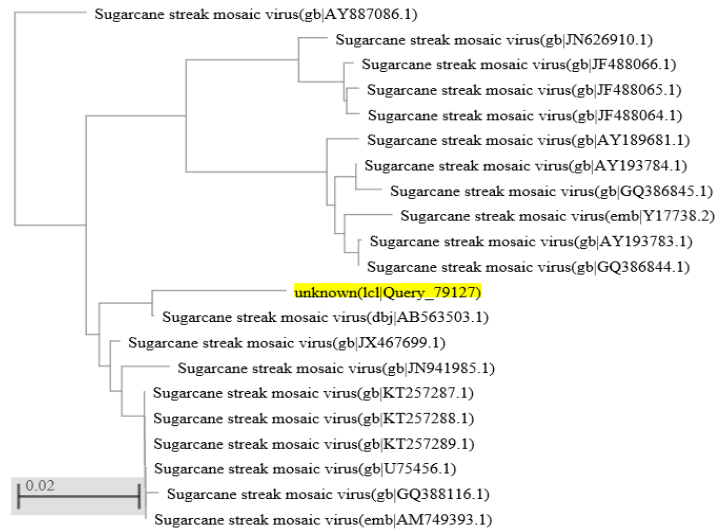 Sugarcane streak mosaic virus(gb|AY887086.1)
Sugarcane streak mosaic virus(gb|JN626910.1)
Sugarcane streak mosaic virus(gb|JF488066.1)
Sugarcane streak mosaic virus(gb|JF488065.1)
Sugarcane streak mosaic virus(gb|JF488064.1)
Sugarcane streak mosaic virus(gb|AY189681.1)
Sugarcane streak mosaic virus(gb|AY193784.1)
Sugarcane streak mosaic virus(gb|GQ386845.1)
Sugarcane streak mosaic virus(emb|Y17738.2)
Sugarcane streak mosaic virus(gb|AY193783.1)
Sugarcane streak mosaic virus(gb|GQ386844.1)
unknown(lcl|Query_79127)
Sugarcane streak mosaic virus(dbj|AB563503.1)
Sugarcane streak mosaic virus(gb|JX467699.1)
Sugarcane streak mosaic virus(gb|JN941985.1)
Sugarcane streak mosaic virus(gb|KT257287.1)
Sugarcane streak mosaic virus(gb|KT257288.1)
Sugarcane streak mosaic virus(gb|KT257289.1)
Sugarcane streak mosaic virus(gb|U75456.1)
0.02
Sugarcane streak mosaic virus(gb|GQ388116.1)
Sugarcane streak mosaic virus(emb|AM749393.1)